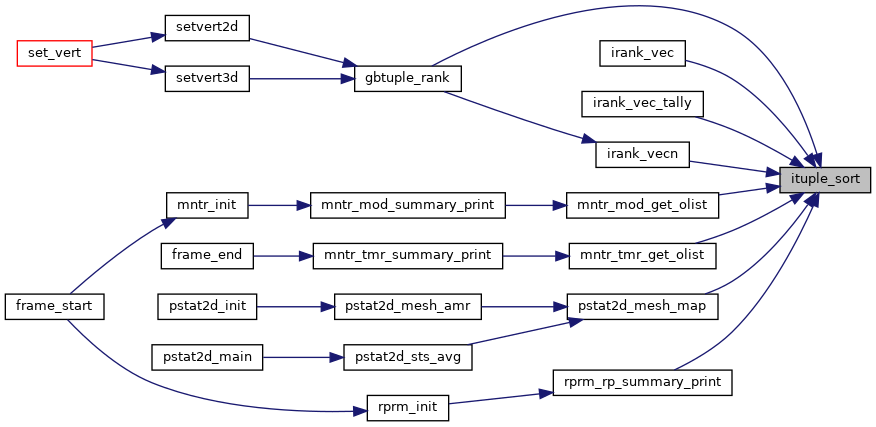 setvert2d
set_vert
irank_vec
setvert3d
gbtuple_rank
irank_vec_tally
irank_vecn
ituple_sort
mntr_init
mntr_mod_summary_print
mntr_mod_get_olist
frame_end
mntr_tmr_summary_print
mntr_tmr_get_olist
frame_start
pstat2d_init
pstat2d_mesh_amr
pstat2d_mesh_map
pstat2d_main
pstat2d_sts_avg
rprm_rp_summary_print
rprm_init